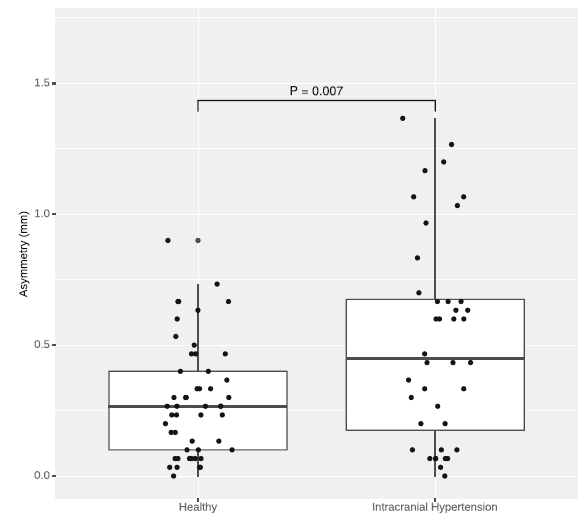 1.5
P = 0.007
1.0
Asymmetry (mm)
0.5
0.0
Healthy
Intracranial Hypertension